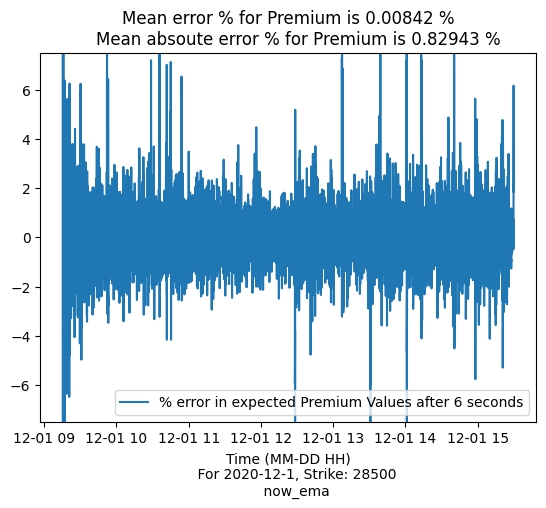 Mean error % for Premium is 0.00842 %
Mean absoute error % for Premium is 0.82943 %
6
4
2
0
−2
−4
−6
% error in expected Premium Values after 6 seconds
12-01 09 12-01 10 12-01 11 12-01 12 12-01 13 12-01 14 12-01 15
Time (MM-DD HH)
For 2020-12-1, Strike: 28500
now_ema